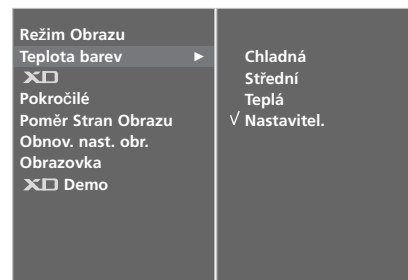 Režim Obrazu
Teplota barev ►
XD
Pokročilé
Poměr Stran Obrazu
Obnov. nast. obr.
Obrazovka
XD Demo
Chladná
Střední
Teplá
√ Nastavitel.